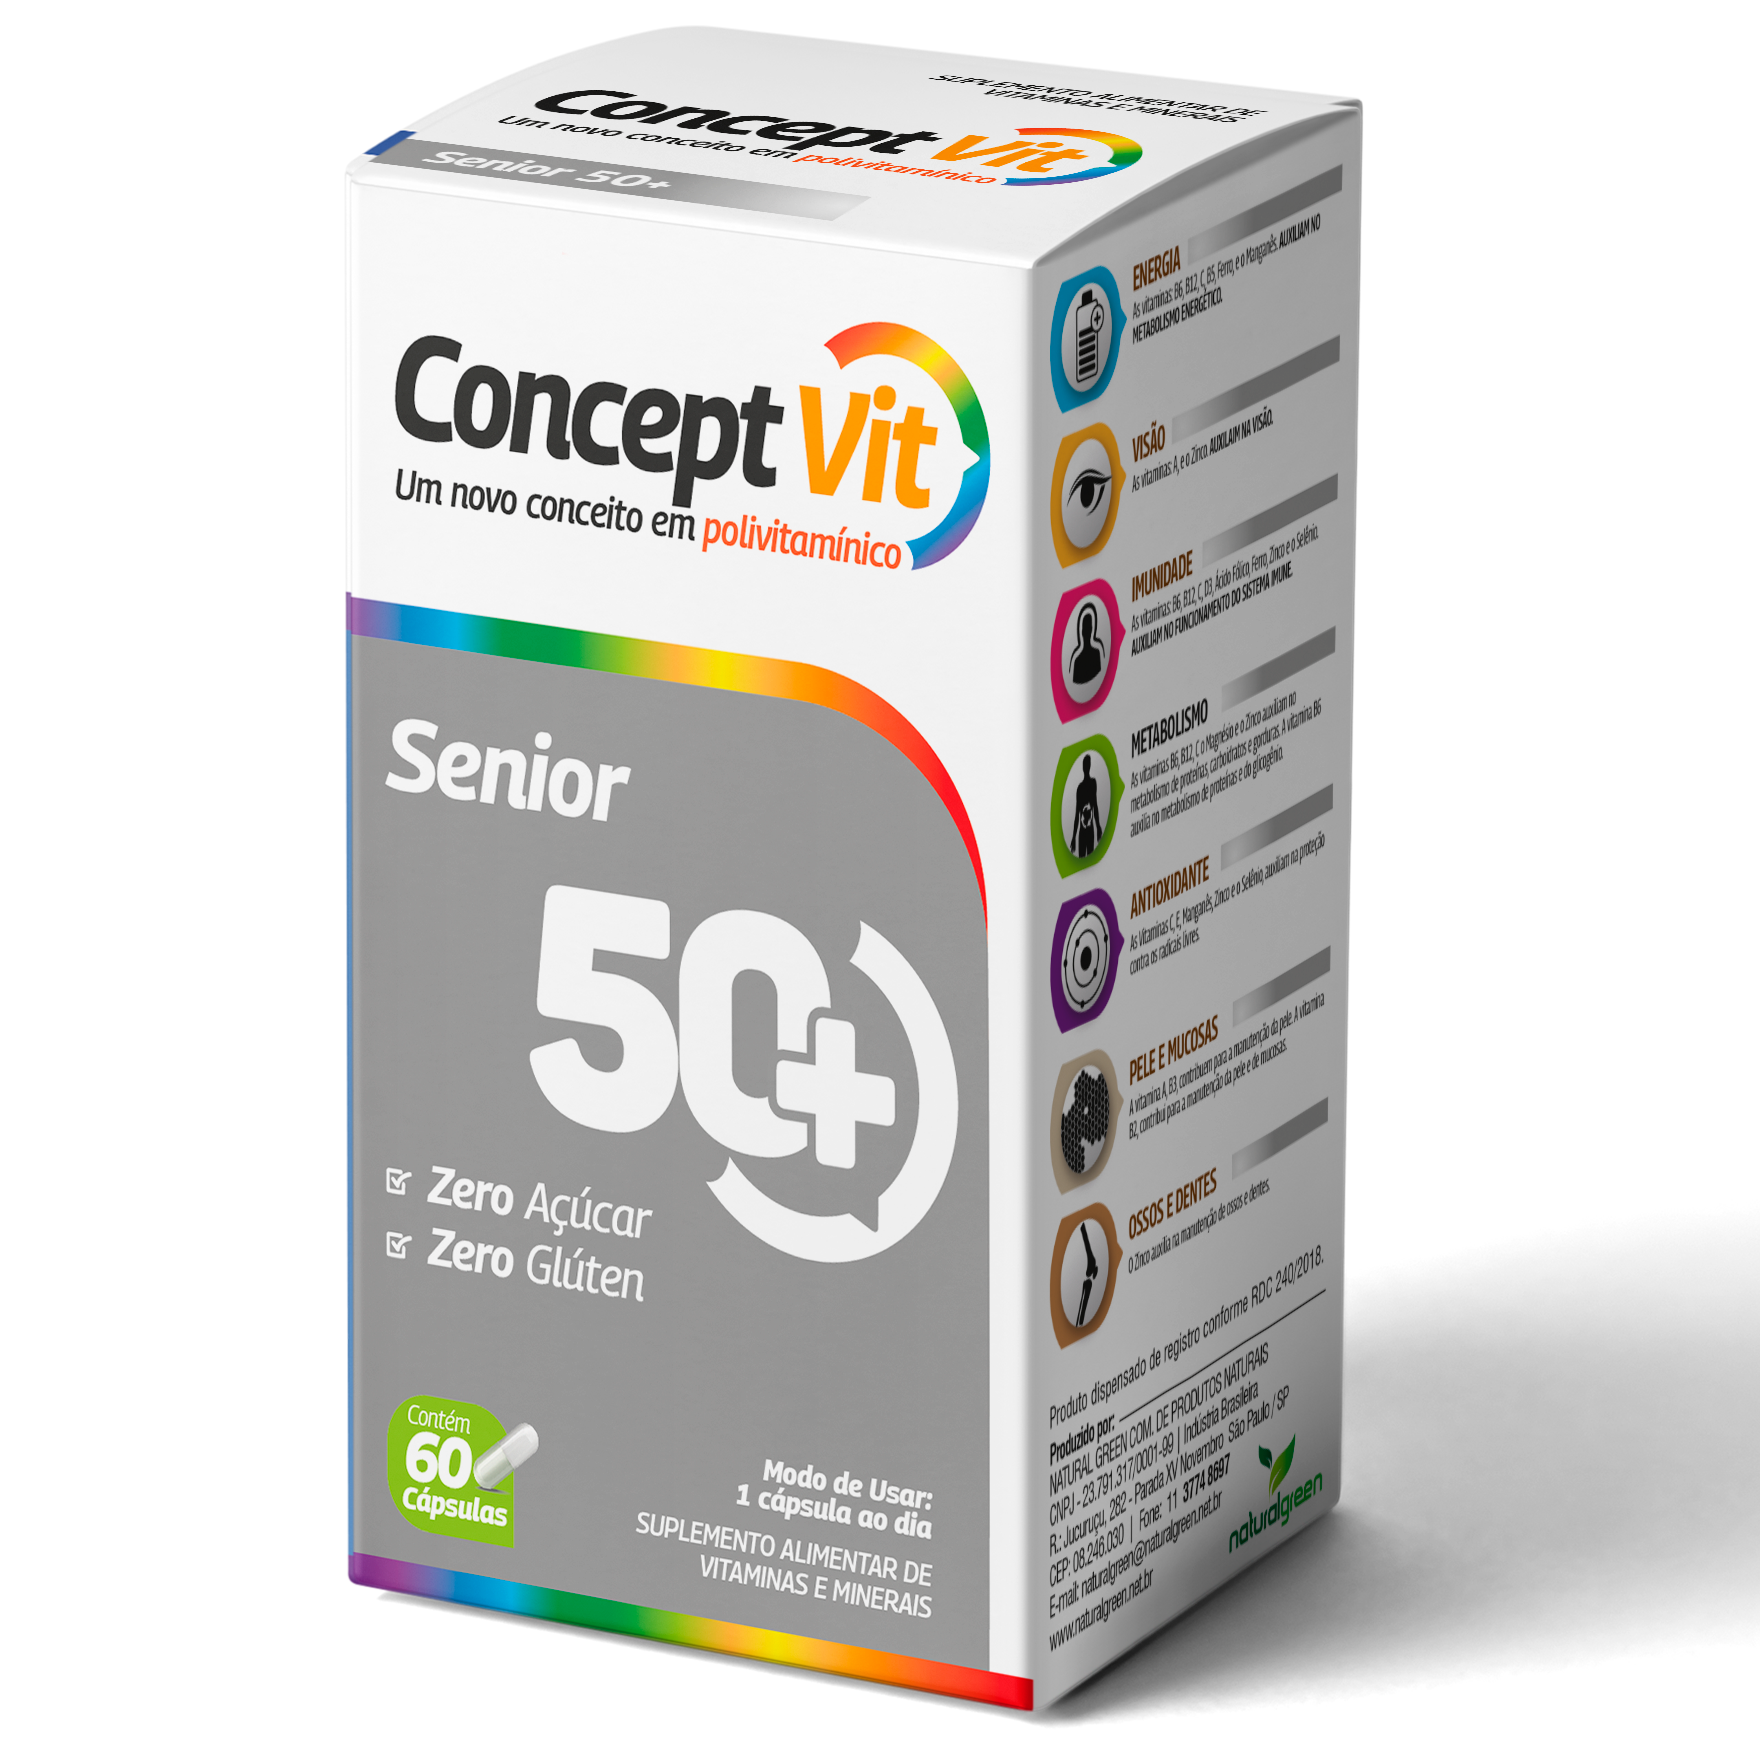 SUPLEMENTO ALIMENTAR DE
VITAMINAS E MINERAIS
Concept Vit
Um novo conceito em polivitamínico
Senior 50+
Concept Vit
Um novo conceito em polivitamínico
Senior
50+
Zero Açúcar
Zero Glúten
Contém
60
Cápsulas
Modo de Usar:
1 cápsula ao dia
SUPLEMENTO ALIMENTAR DE
VITAMINAS E MINERAIS
ENERGIA
As vitaminas: B6, B12, C, B5, Ferro, e o Manganês. AUXILIAM NO
METABOLISMO ENERGÉTICO.
VISÃO
As vitaminas: A, e o Zinco. AUXILAIM NA VISÃO.
IMUNIDADE
As vitaminas: B6, B12, C, D3, Ácido Fólico, Ferro, Zinco e o Selênio.
AUXILIAM NO FUNCIONAMENTO DO SISTEMA IMUNE.
METABOLISMO
As vitaminas B6, B12, C o Magnésio e o Zinco auxiliam no
metabolismo de proteínas, carboidratos e gorduras. A vitamina B6
auxilia no metabolismo de proteínas e do glicogênio.
ANTIOXIDANTE
As Vitaminas C, E, Manganês, Zinco e o Selênio, auxiliam na proteção
contra os radicais livres.
PELE E MUCOSAS
A vitamina A, B3, contribuem para a manutenção da pele. A vitamina
B2, contribui para a manutenção da pele e de mucosas.
OSSOS E DENTES
O Zinco auxilia na manutenção de ossos e dentes.
Produto dispensado de registro conforme RDC 240/2018.
Produzido por:
NATURAL GREEN COM. DE PRODUTOS NATURAIS
CNPJ - 23.791.317/0001-99 | Indústria Brasileira
R.: Jucuruçu, 282 - Parada XV Novembro São Paulo / SP
CEP: 08.246.030 | Fone: 11 3774 8697
E-mail: naturalgreen@naturalgreen.net.br
www.naturalgreen.net.br
naturalgreen